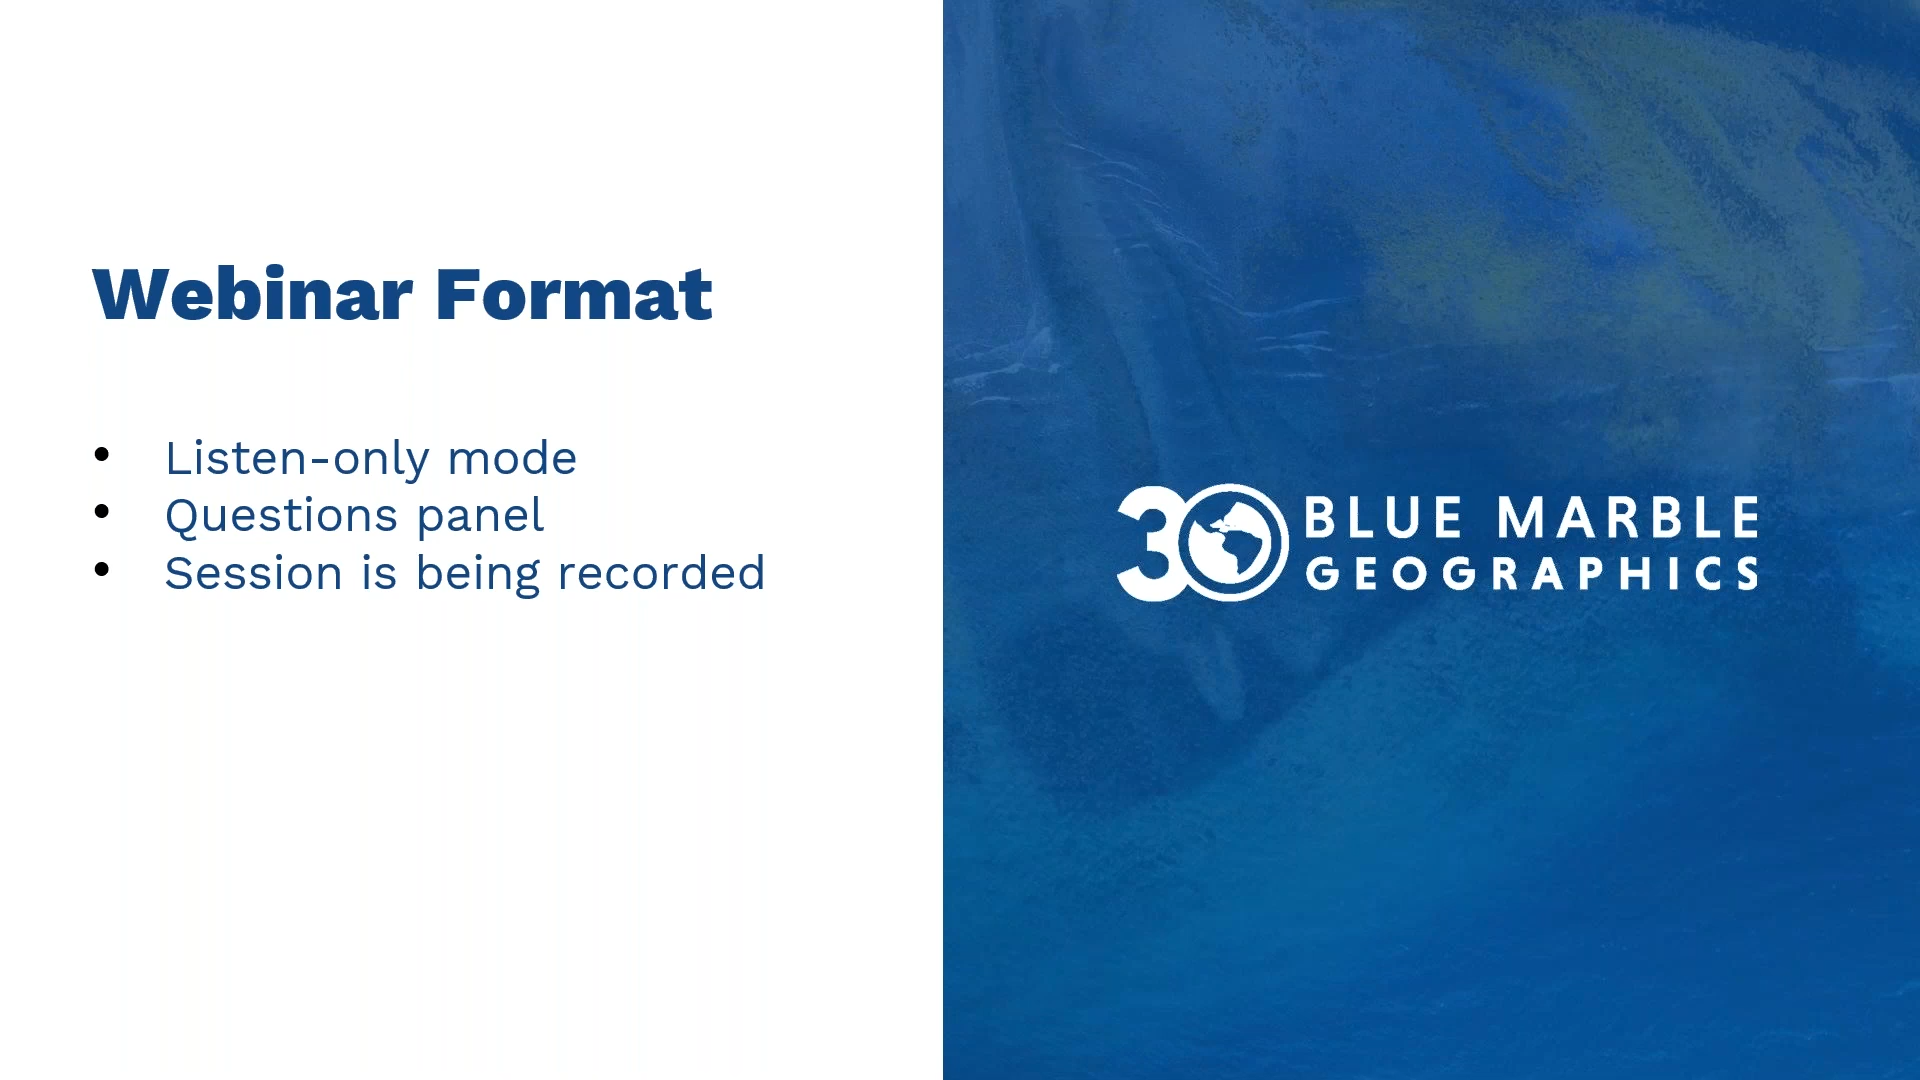 Webinar Format
• Listen-only mode
• Questions panel
• Session is being recorded
30 BLUE MARBLE
GEOGRAPHICS